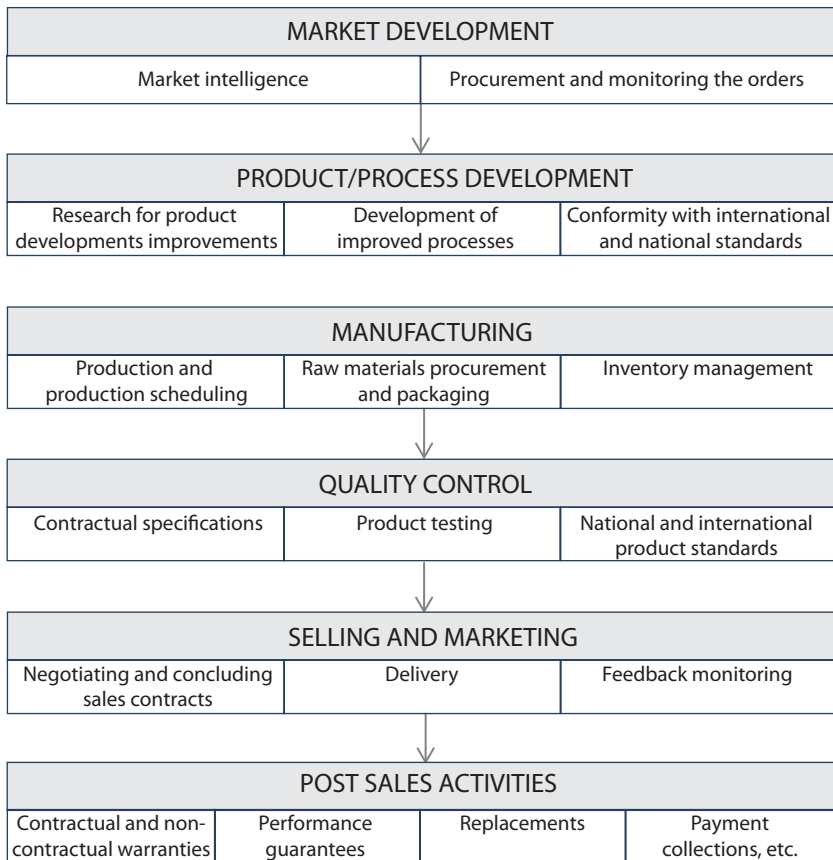 MARKET DEVELOPMENT
Market intelligence
Procurement and monitoring the orders
PRODUCT/PROCESS DEVELOPMENT
Research for product
developments improvements
Development of
improved processes
Conformity with international
and national standards
MANUFACTURING
Production and
production scheduling
Raw materials procurement
and packaging
Inventory management
QUALITY CONTROL
Contractual specifications
Product testing
National and international
product standards
SELLING AND MARKETING
Negotiating and concluding
sales contracts
Delivery
Feedback monitoring
POST SALES ACTIVITIES
Contractual and non-
contractual warranties
Performance
guarantees
Replacements
Payment
collections, etc.